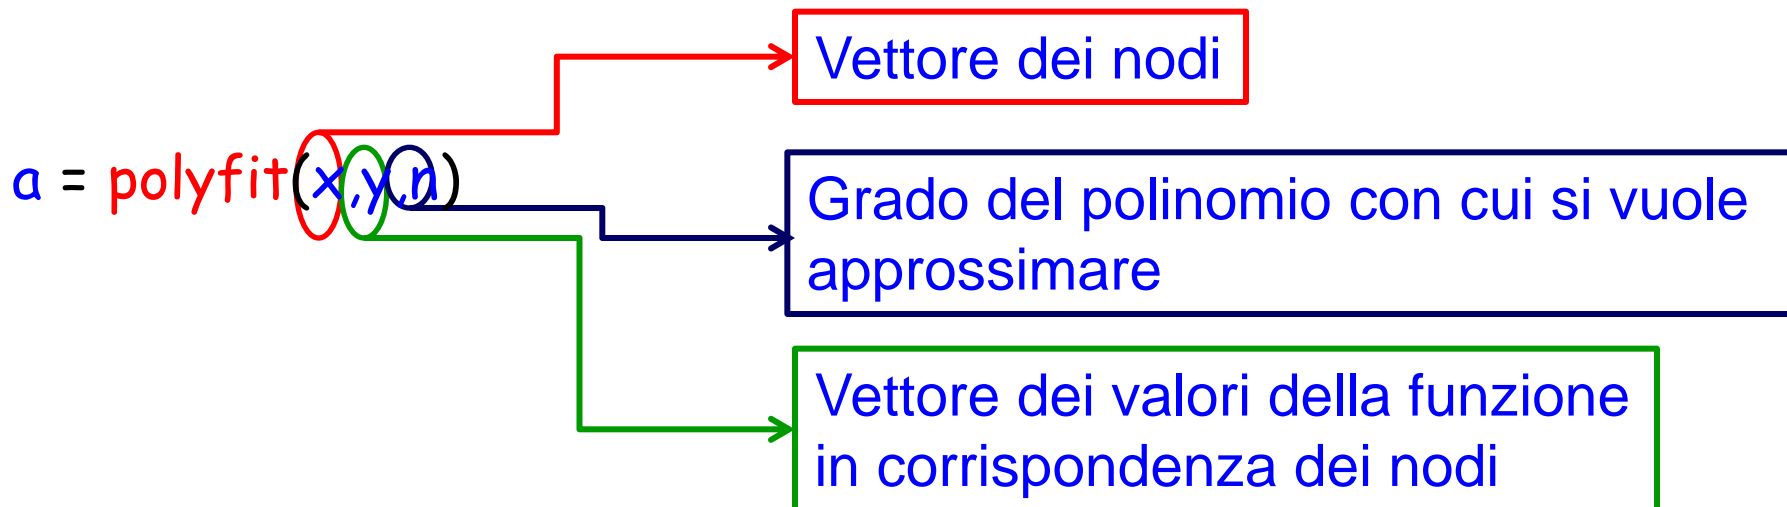 Vettore dei nodi
a = polyfit(x,y,n)
Grado del polinomio con cui si vuole
approssimare
Vettore dei valori della funzione
in corrispondenza dei nodi